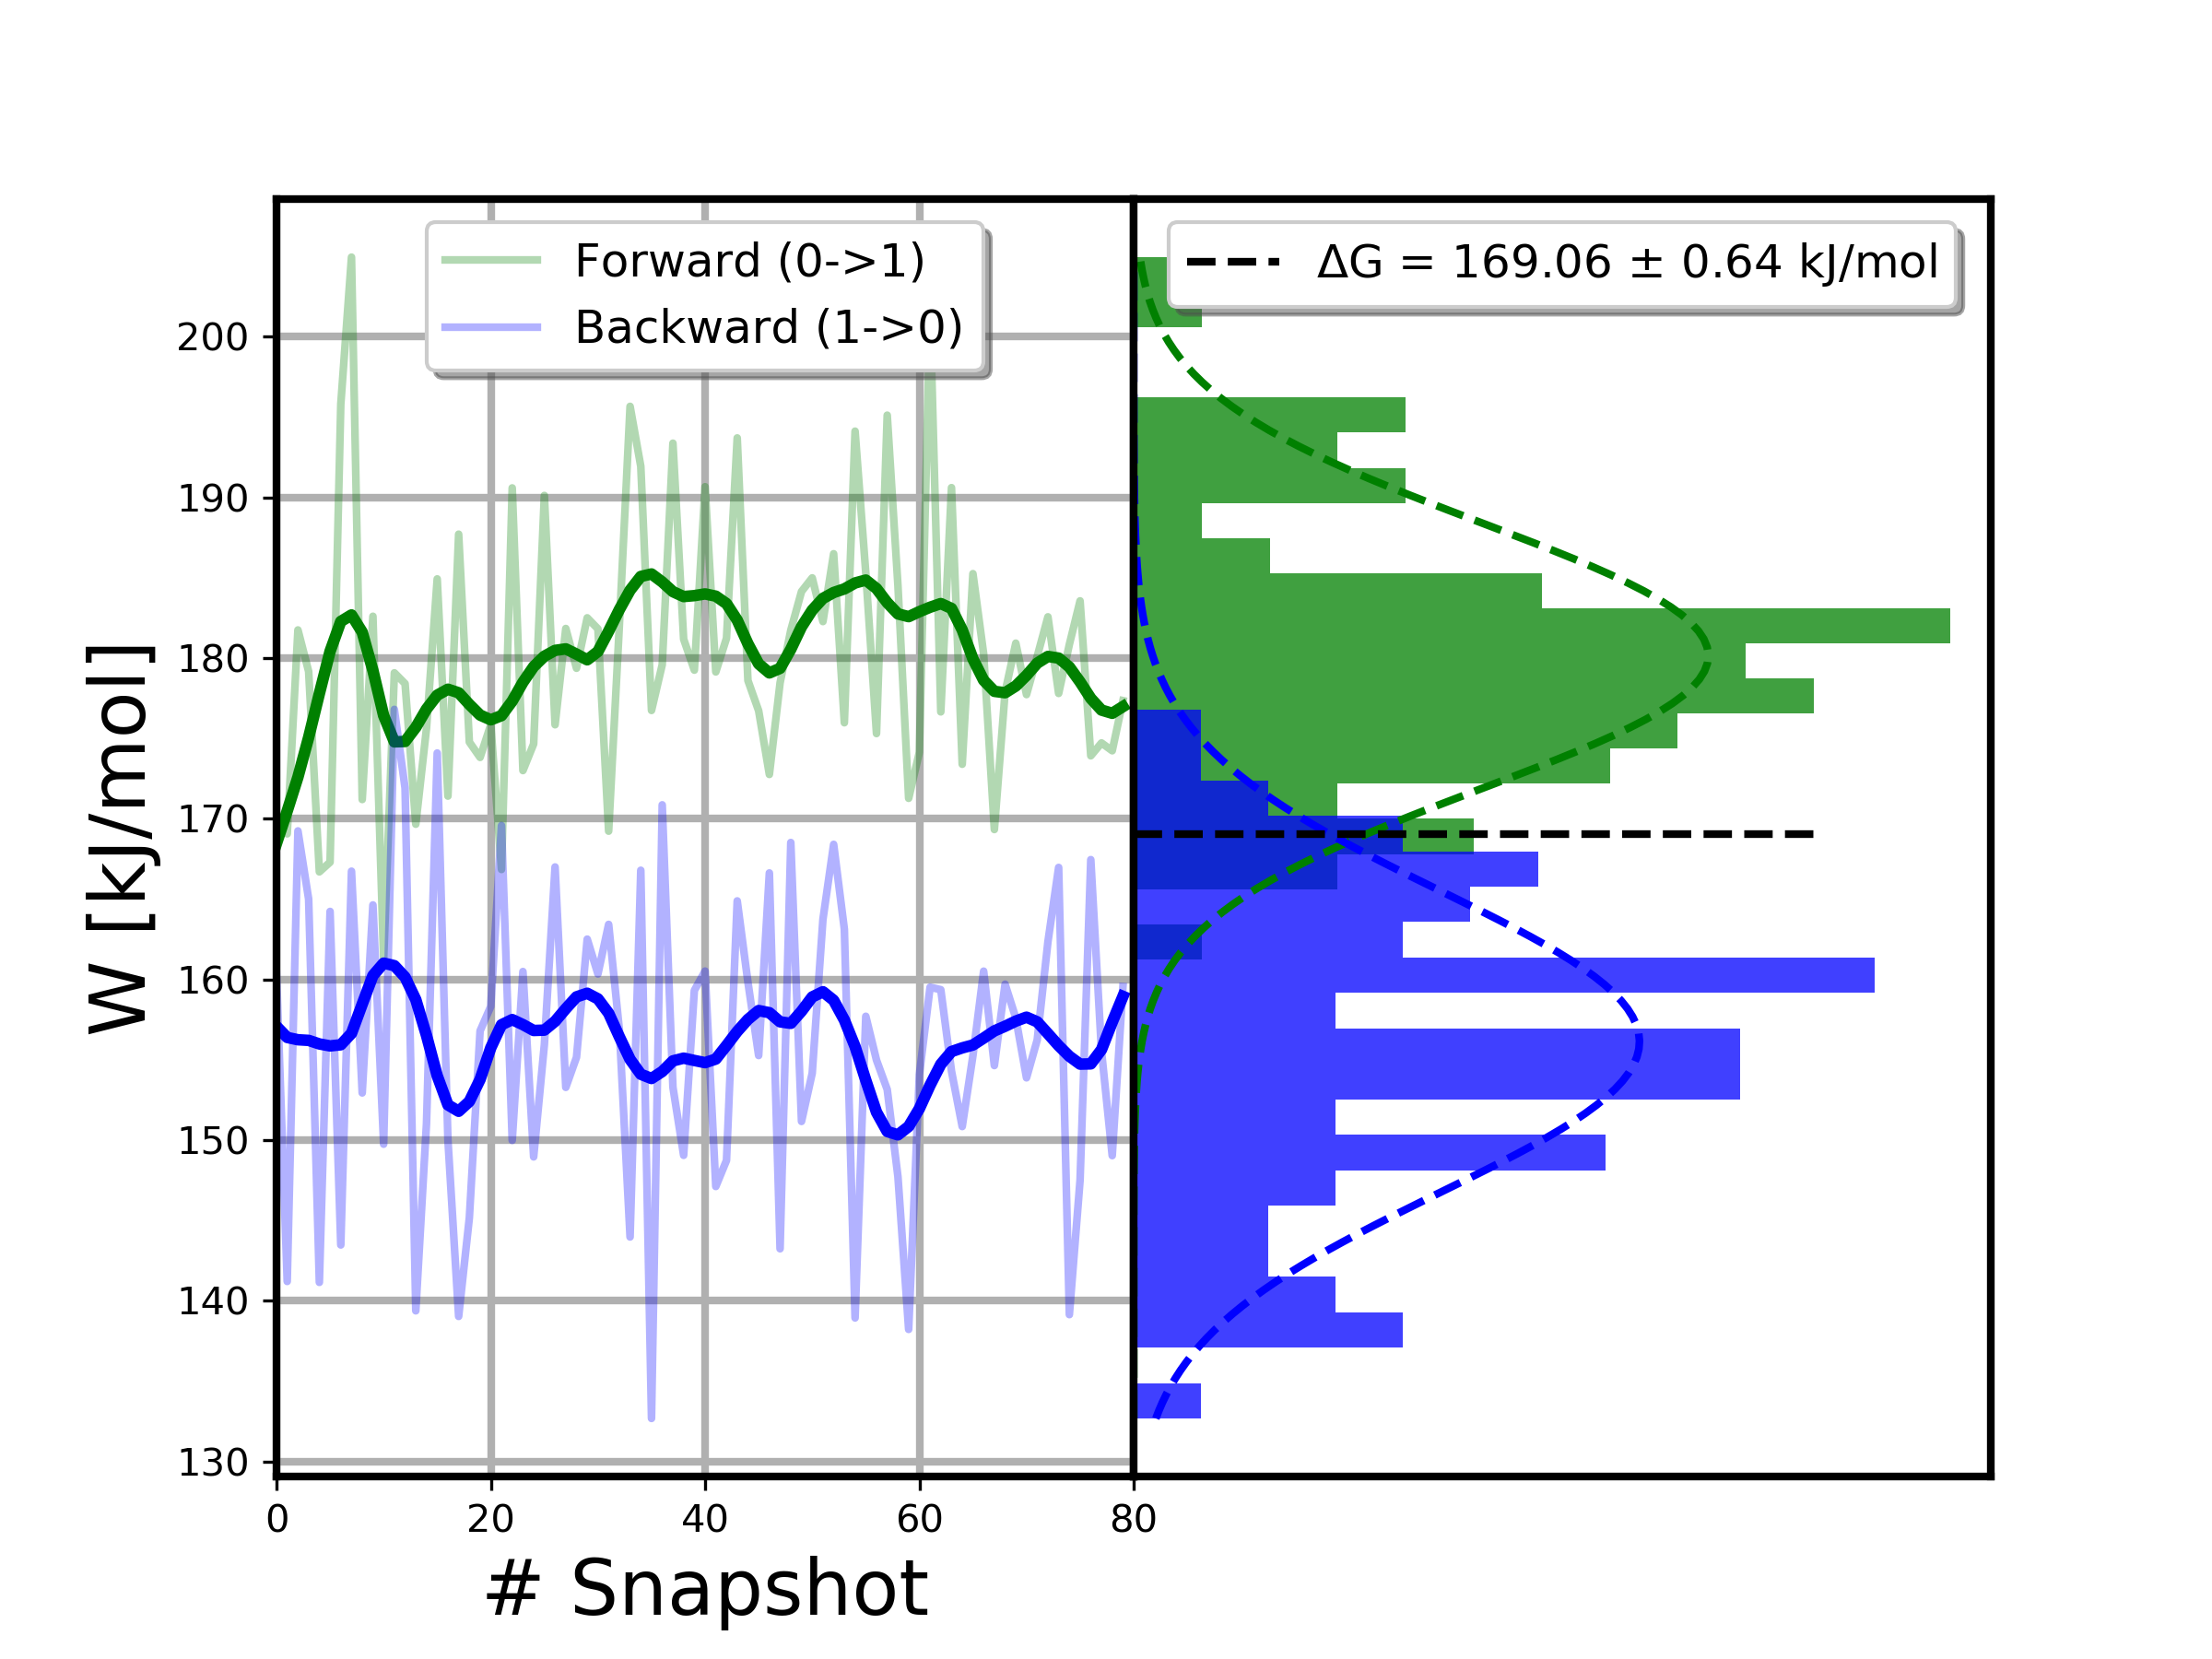 Forward (0->1)
Backward (1->0)
ΔG = 169.06 ± 0.64 kJ/mol
W [kJ/mol]
200
190
180
170
160
150
140
130
0
20
40
60
80
# Snapshot